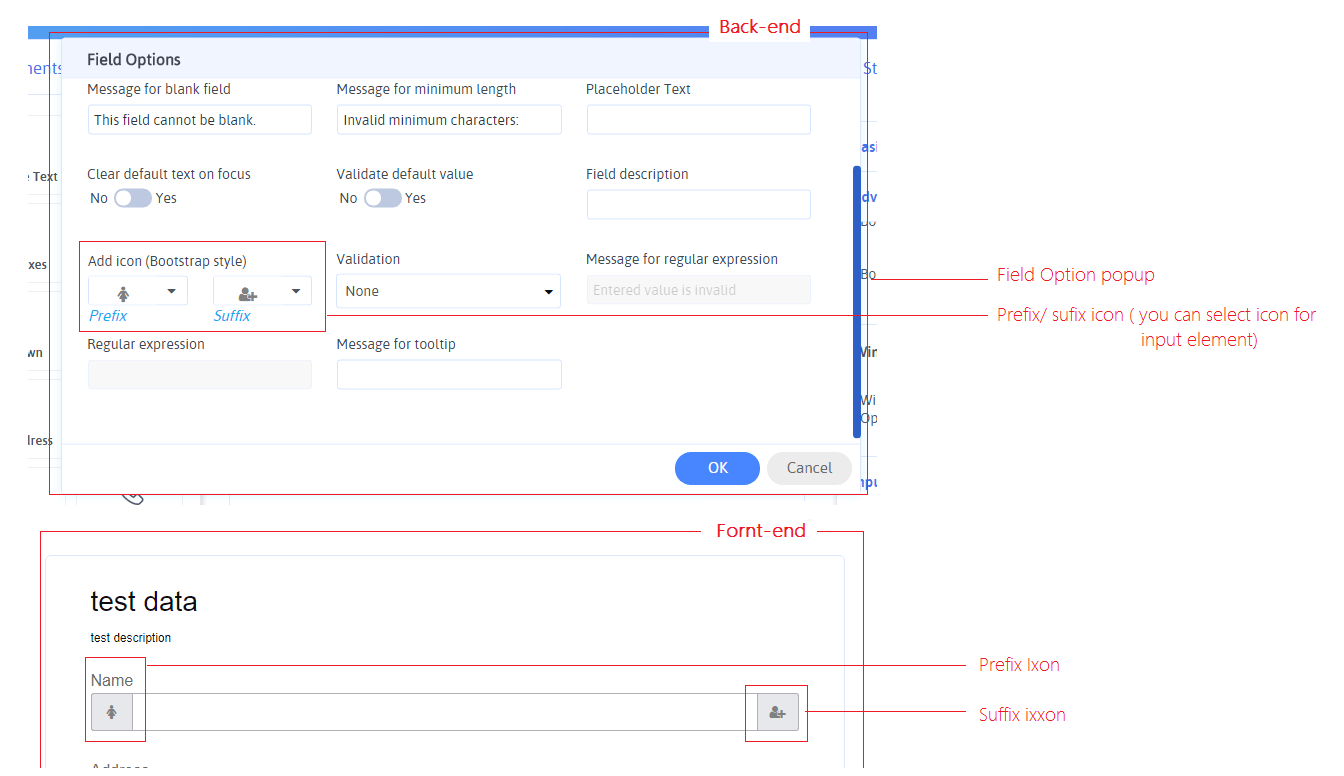 Back-end
Field Options
nents
St
Message for blank field
Message for minimum length
Placeholder Text
This field cannot be blank.
Invalid minimum characters:
asi
Clear default text on focus
Validate default value
Field description
Text
No Yes
No Yes
dv
Add icon (Bootstrap style)
Validation
Message for regular expression
xes
Bo
Field Option popup
None
Entered value is invalid
Prefix
Suffix
Prefix/ sufix icon ( you can select icon for
input element)
Regular expression
Message for tooltip
wn
Win
Wi
Op
dress
OK
Cancel
npu
Fornt-end
test data
test description
Name
Prefix Ixon
Suffix ixxon